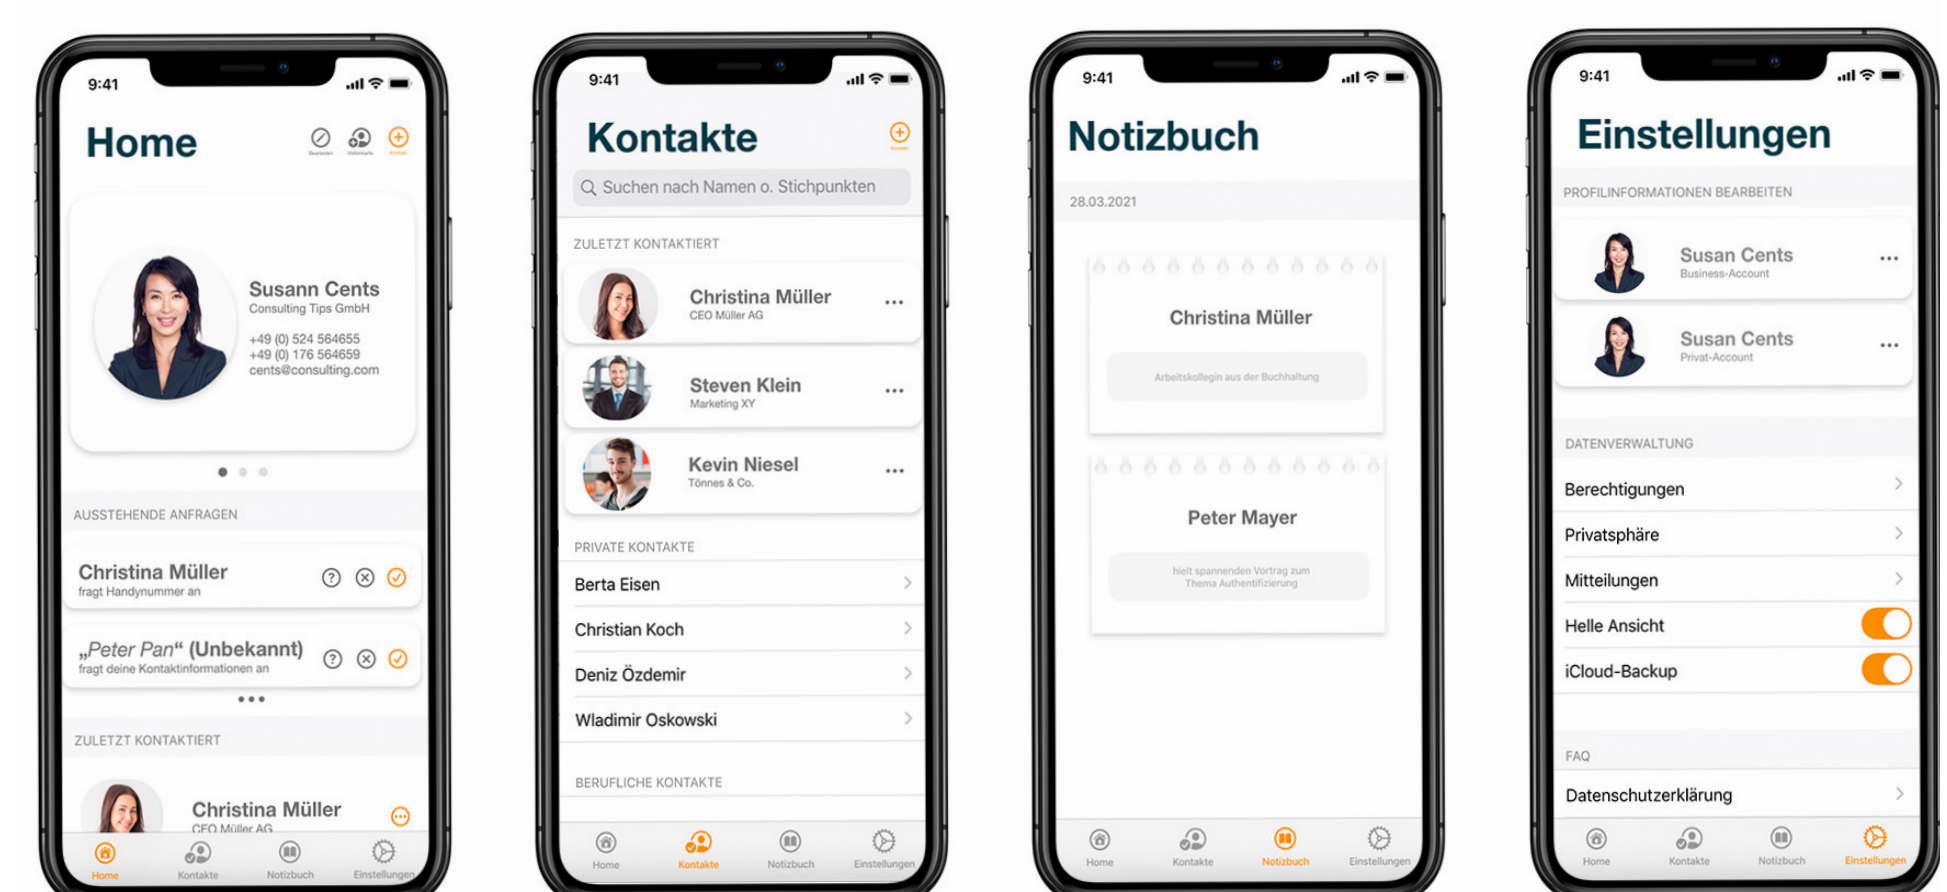 9:41
Home
Bearbeiten
Visitenkarte
Kontakt
Susann Cents
Consulting Tips GmbH
+49 (0) 524 564655
+49 (0) 176 564659
cents@consulting.com
AUSSTEHENDE ANFRAGEN
Christina Müller
fragt Handynummer an
„Peter Pan“ (Unbekannt)
fragt deine Kontaktinformationen an
ZULETZT KONTAKTIERT
Christina Müller
CEO Müller AG
Home
Kontakte
Notizbuch
Einstellungen
9:41
Kontakte
Kontakt
Suchen nach Namen o. Stichpunkten
ZULETZT KONTAKTIERT
Christina Müller
CEO Müller AG
Steven Klein
Marketing XY
Kevin Niesel
Tönnes & Co.
PRIVATE KONTAKTE
Berta Eisen
Christian Koch
Deniz Özdemir
Wladimir Oskowski
BERUFLICHE KONTAKTE
Home
Kontakte
Notizbuch
Einstellungen
9:41
Notizbuch
28.03.2021
Christina Müller
Arbeitskollegin aus der Buchhaltung
Peter Mayer
hielt spannenden Vortrag zum
Thema Authentifizierung
Home
Kontakte
Notizbuch
Einstellungen
9:41
Einstellungen
PROFILINFORMATIONEN BEARBEITEN
Susan Cents
Business-Account
Susan Cents
Privat-Account
DATENVERWALTUNG
Berechtigungen
Privatsphäre
Mitteilungen
Helle Ansicht
iCloud-Backup
FAQ
Datenschutzerklärung
Home
Kontakte
Notizbuch
Einstellungen